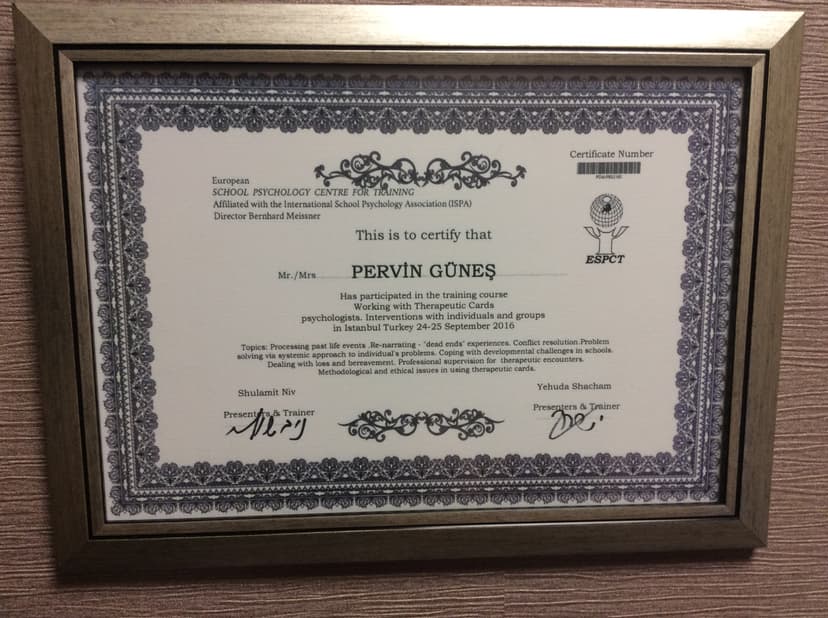 Certificate Number
European
SCHOOL PSYCHOLOGY CENTRE FOR TRAINING
Affiliated with the International School Psychology Association (ISPA)
Director Bernhard Meissner
ESPCT
This is to certify that
Mr./Mrs PERVİN GÜNEŞ
Has participated in the training course
Working with Therapeutic Cards
psychologists. Interventions with individuals and groups
in Istanbul Turkey 24-25 September 2016
Topics: Processing past life events .Re-narrating - "dead ends" experiences. Conflict resolution.Problem
solving via systemic approach to individual's problems. Coping with developmental challenges in schools.
Dealing with loss and bereavement. Professional supervision for therapeutic encounters.
Methodological and ethical issues in using therapeutic cards.
Shulamit Niv
Presenters & Trainer
Yehuda Shacham
Presenters & Trainer